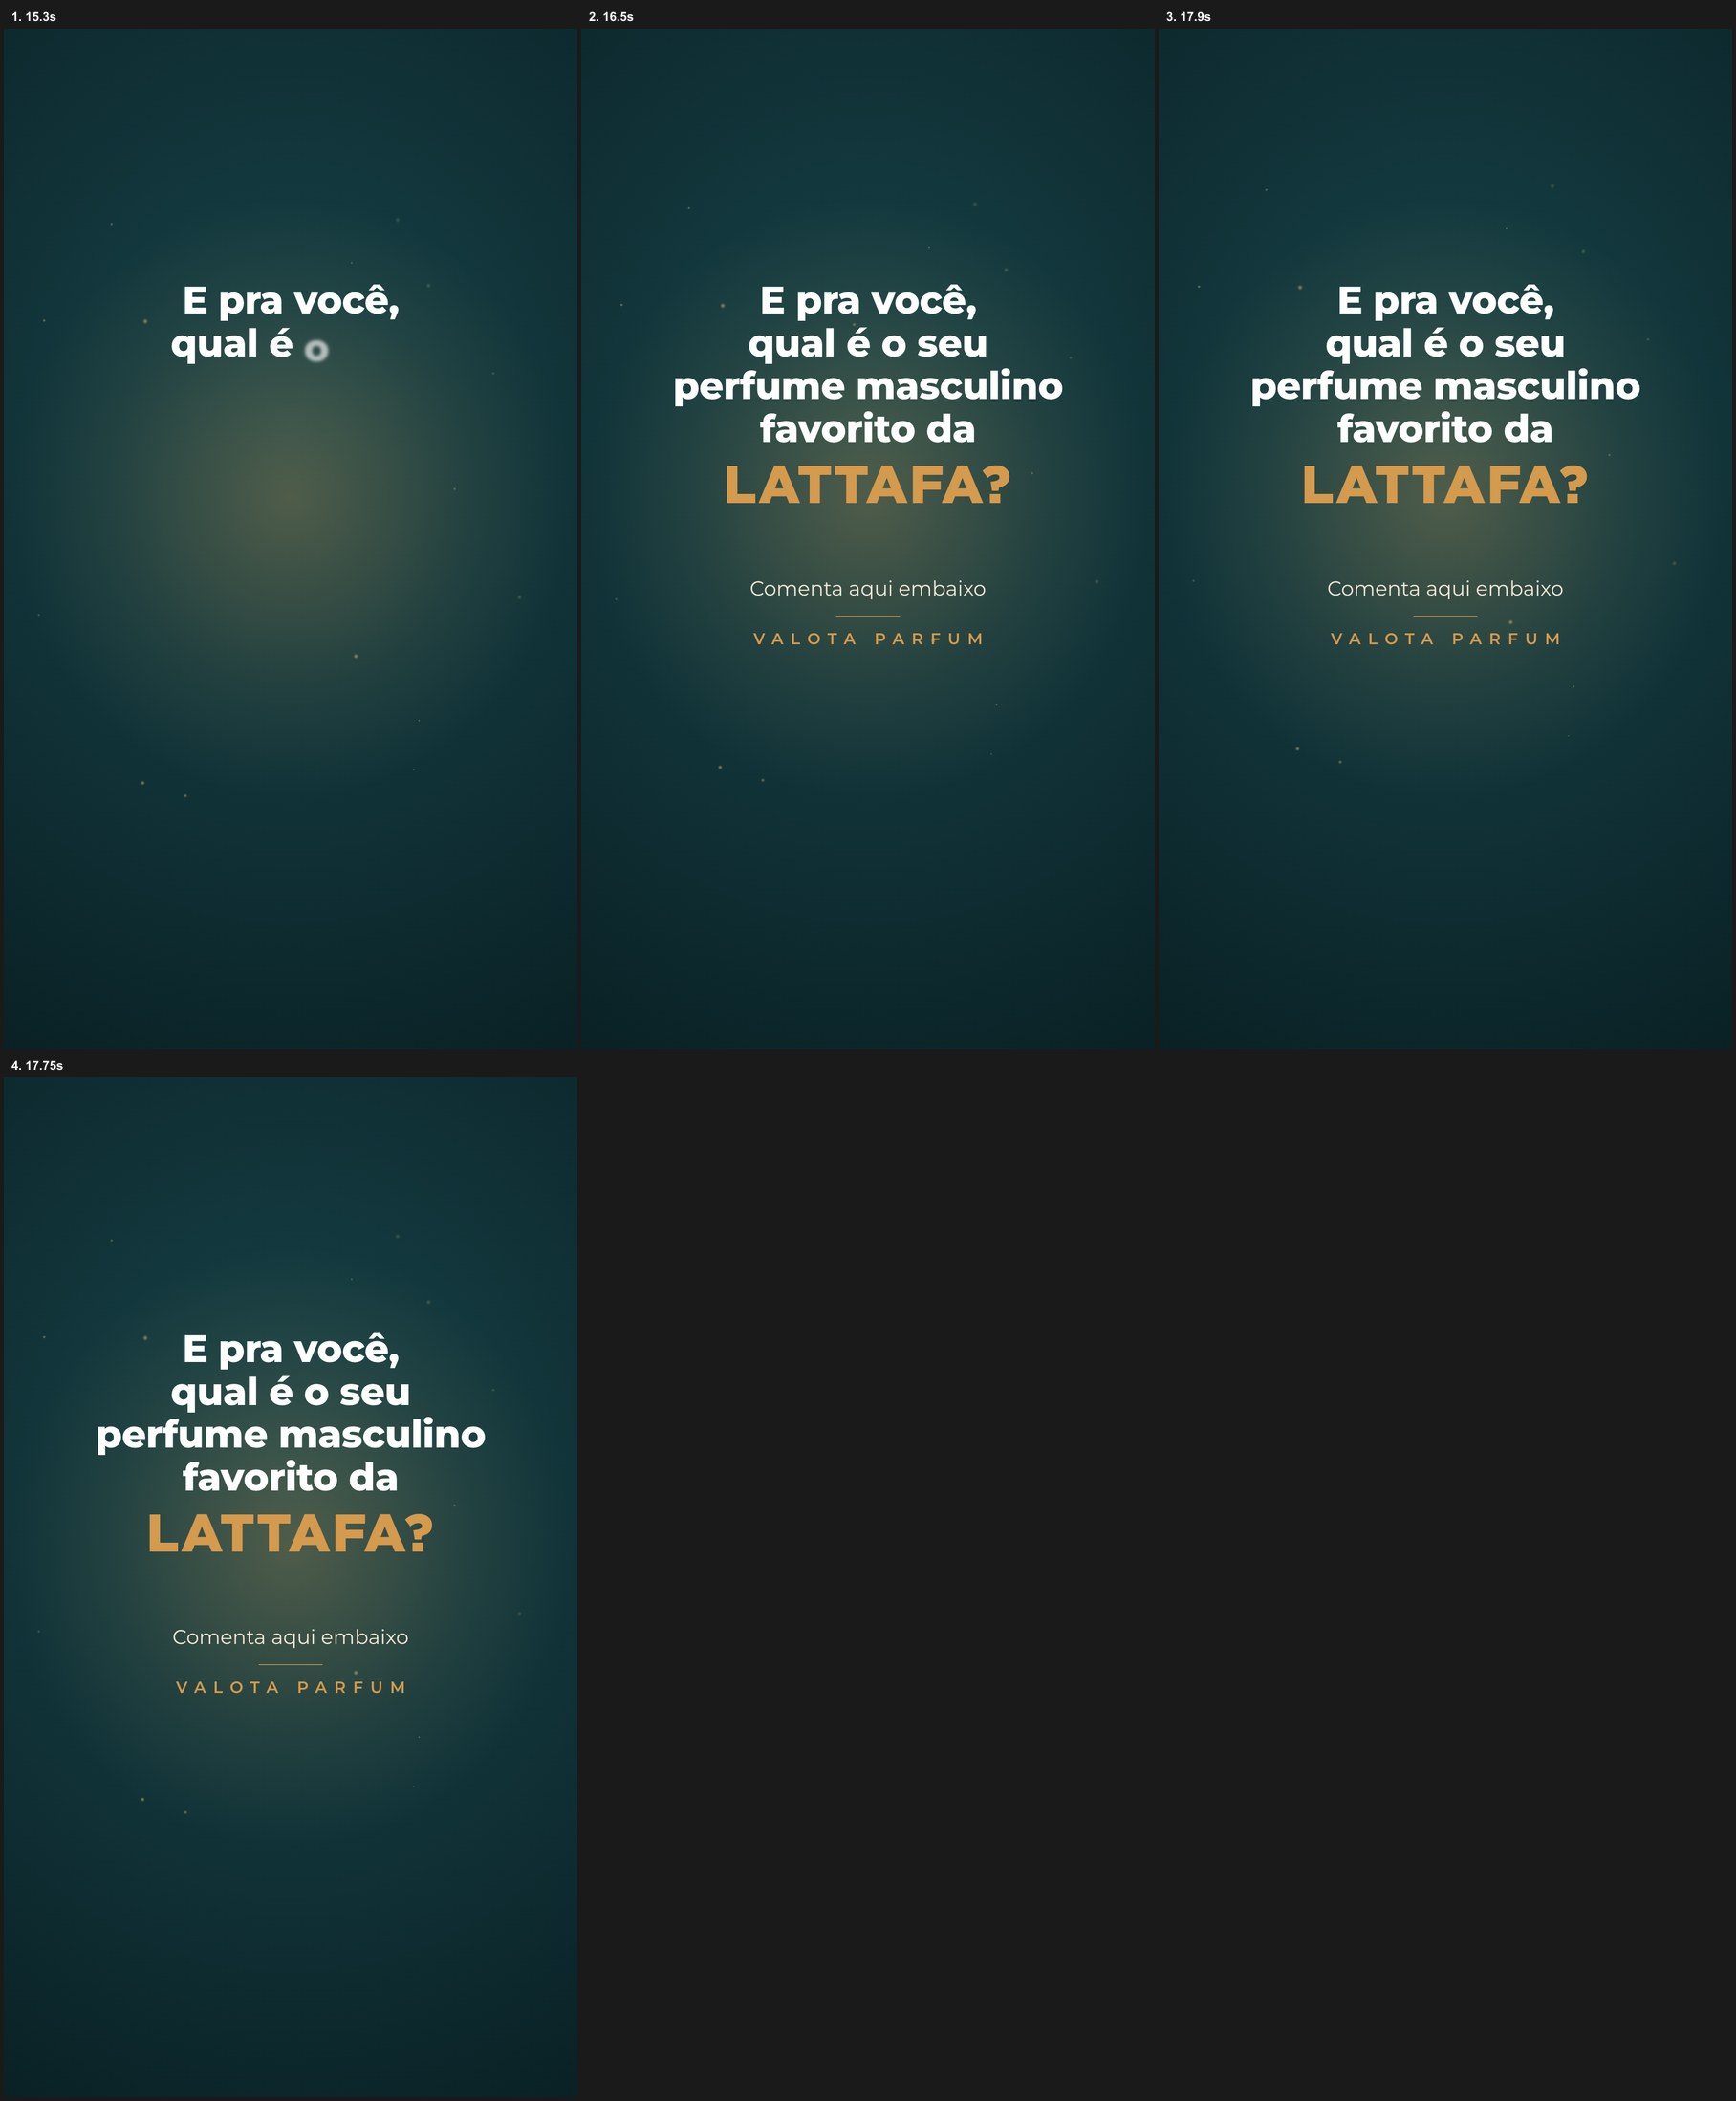 1. 15.3s
E pra você,
qual é o
2. 16.5s
E pra você,
qual é o seu
perfume masculino
favorito da
LATTAFA?
Comenta aqui embaixo
VALOTA PARFUM
3. 17.9s
E pra você,
qual é o seu
perfume masculino
favorito da
LATTAFA?
Comenta aqui embaixo
VALOTA PARFUM
4. 17.75s
E pra você,
qual é o seu
perfume masculino
favorito da
LATTAFA?
Comenta aqui embaixo
VALOTA PARFUM